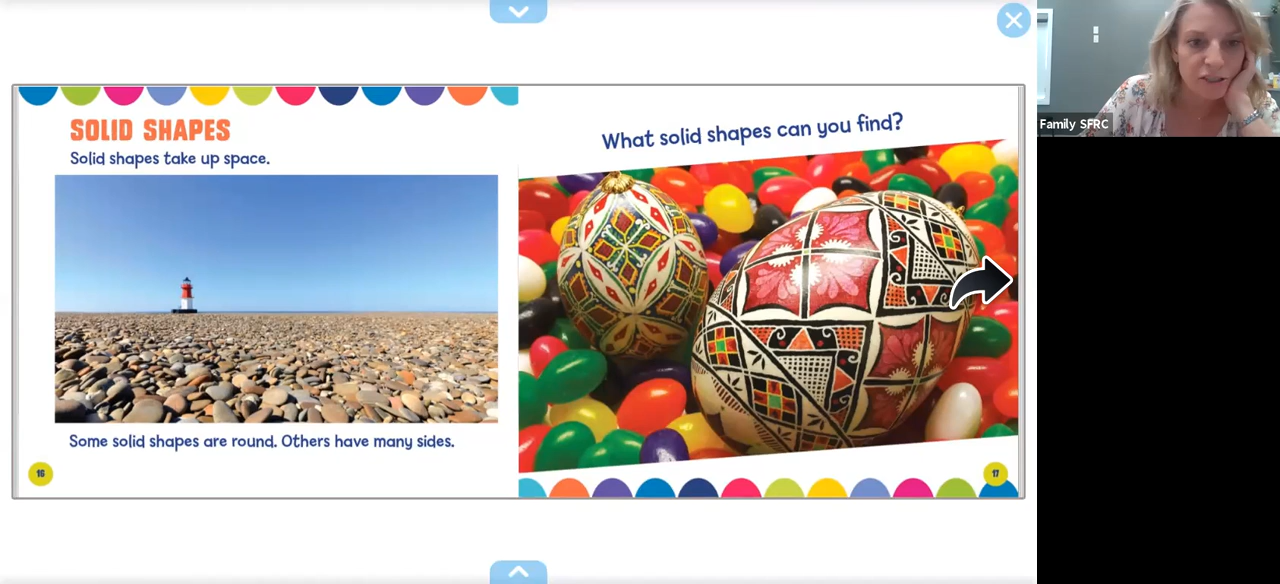 SOLID SHAPES
Solid shapes take up space.
Some solid shapes are round. Others have many sides.
16
What solid shapes can you find?
17
Family SFRC